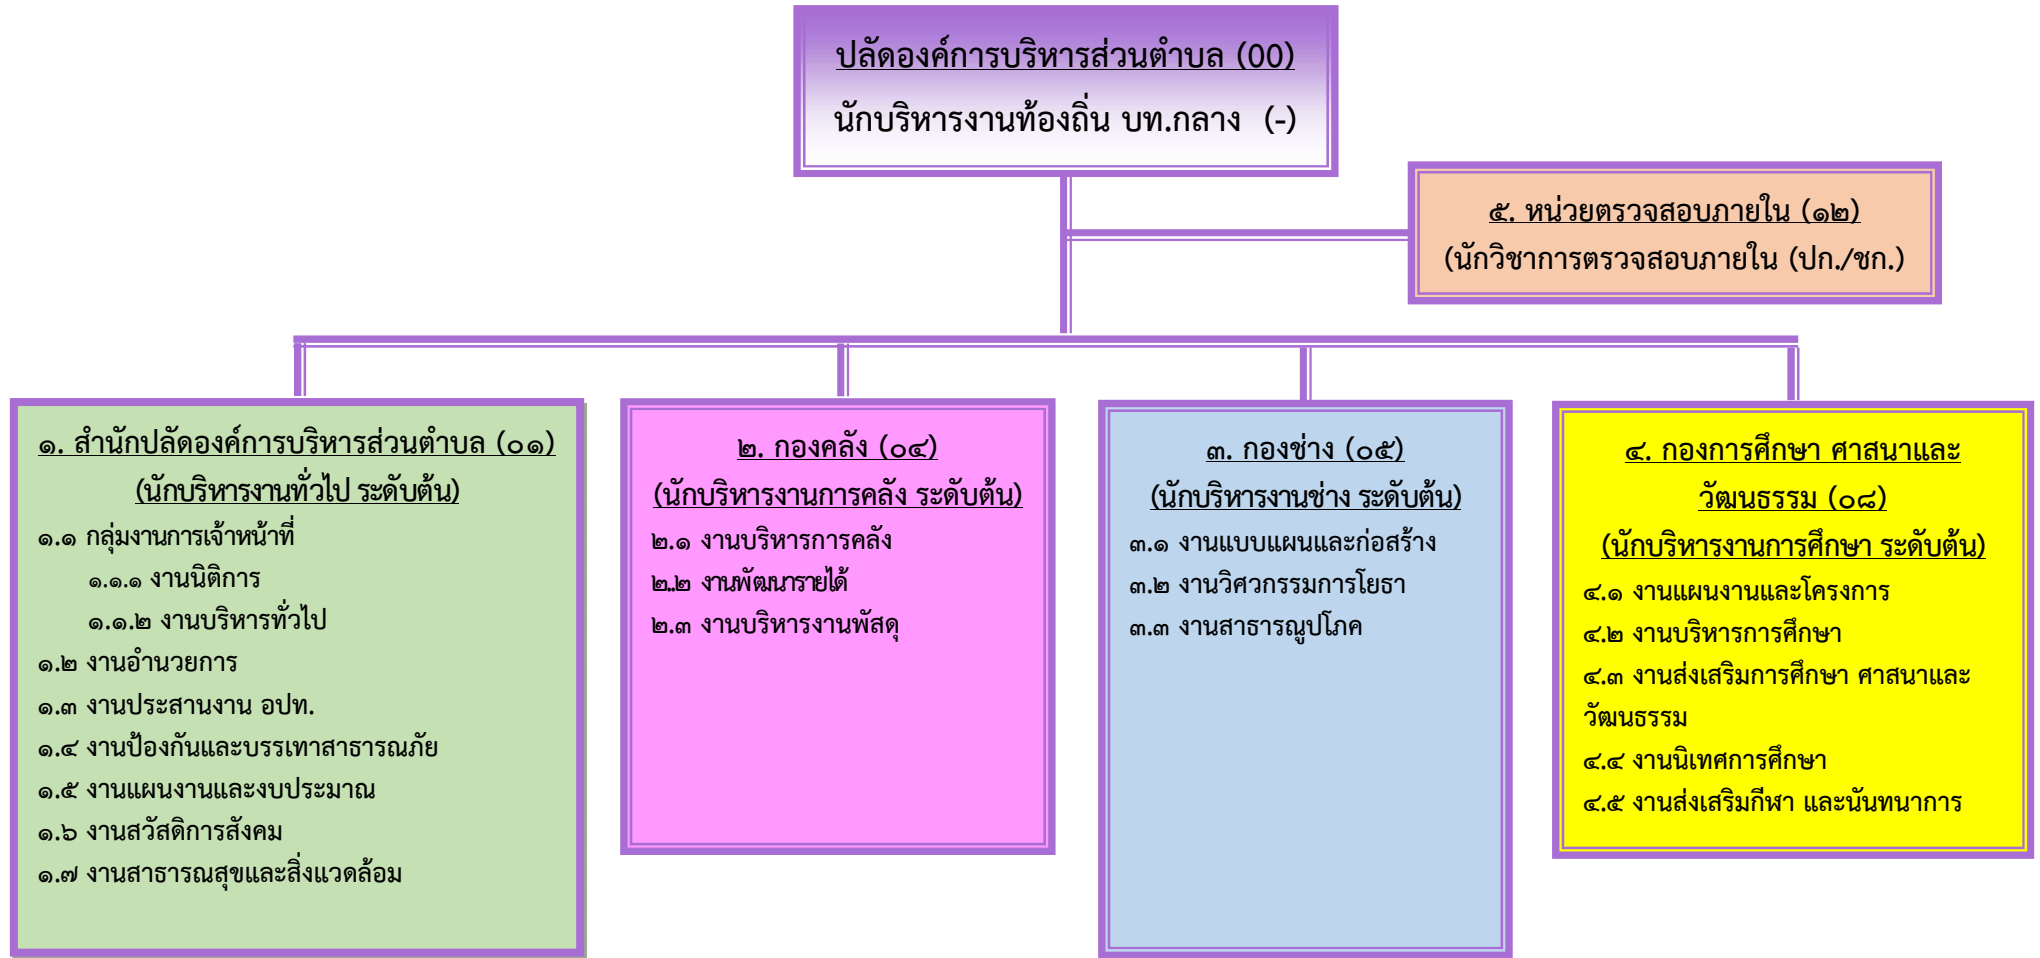 ปลัดองค์การบริหารส่วนตำบล (00)
นักบริหารงานท้องถิ่น บท.กลาง (-)
๕. หน่วยตรวจสอบภายใน (๑๒)
(นักวิชาการตรวจสอบภายใน (ปก./ชก.)
๑. สำนักปลัดองค์การบริหารส่วนตำบล (๐๑)
(นักบริหารงานทั่วไป ระดับต้น)
๑.๑ กลุ่มงานการเจ้าหน้าที่
๑.๑.๑ งานนิติการ
๑.๑.๒ งานบริหารทั่วไป
๑.๒ งานอำนวยการ
๑.๓ งานประสานงาน อปท.
๑.๔ งานป้องกันและบรรเทาสาธารณภัย
๑.๕ งานแผนงานและงบประมาณ
๑.๖ งานสวัสดิการสังคม
๑.๗ งานสาธารณสุขและสิ่งแวดล้อม
๒. กองคลัง (๐๔)
(นักบริหารงานการคลัง ระดับต้น)
๒.๑ งานบริหารการคลัง
๒.๒ งานพัฒนารายได้
๒.๓ งานบริหารงานพัสดุ
๓. กองช่าง (๐๕)
(นักบริหารงานช่าง ระดับต้น)
๓.๑ งานแบบแผนและก่อสร้าง
๓.๒ งานวิศวกรรมการโยธา
๓.๓ งานสาธารณูปโภค
๔. กองการศึกษา ศาสนาและ
วัฒนธรรม (๐๘)
(นักบริหารงานการศึกษา ระดับต้น)
๔.๑ งานแผนงานและโครงการ
๔.๒ งานบริหารการศึกษา
๔.๓ งานส่งเสริมการศึกษา ศาสนาและ
วัฒนธรรม
๔.๔ งานนิเทศการศึกษา
๔.๕ งานส่งเสริมกีฬา และนันทนาการ